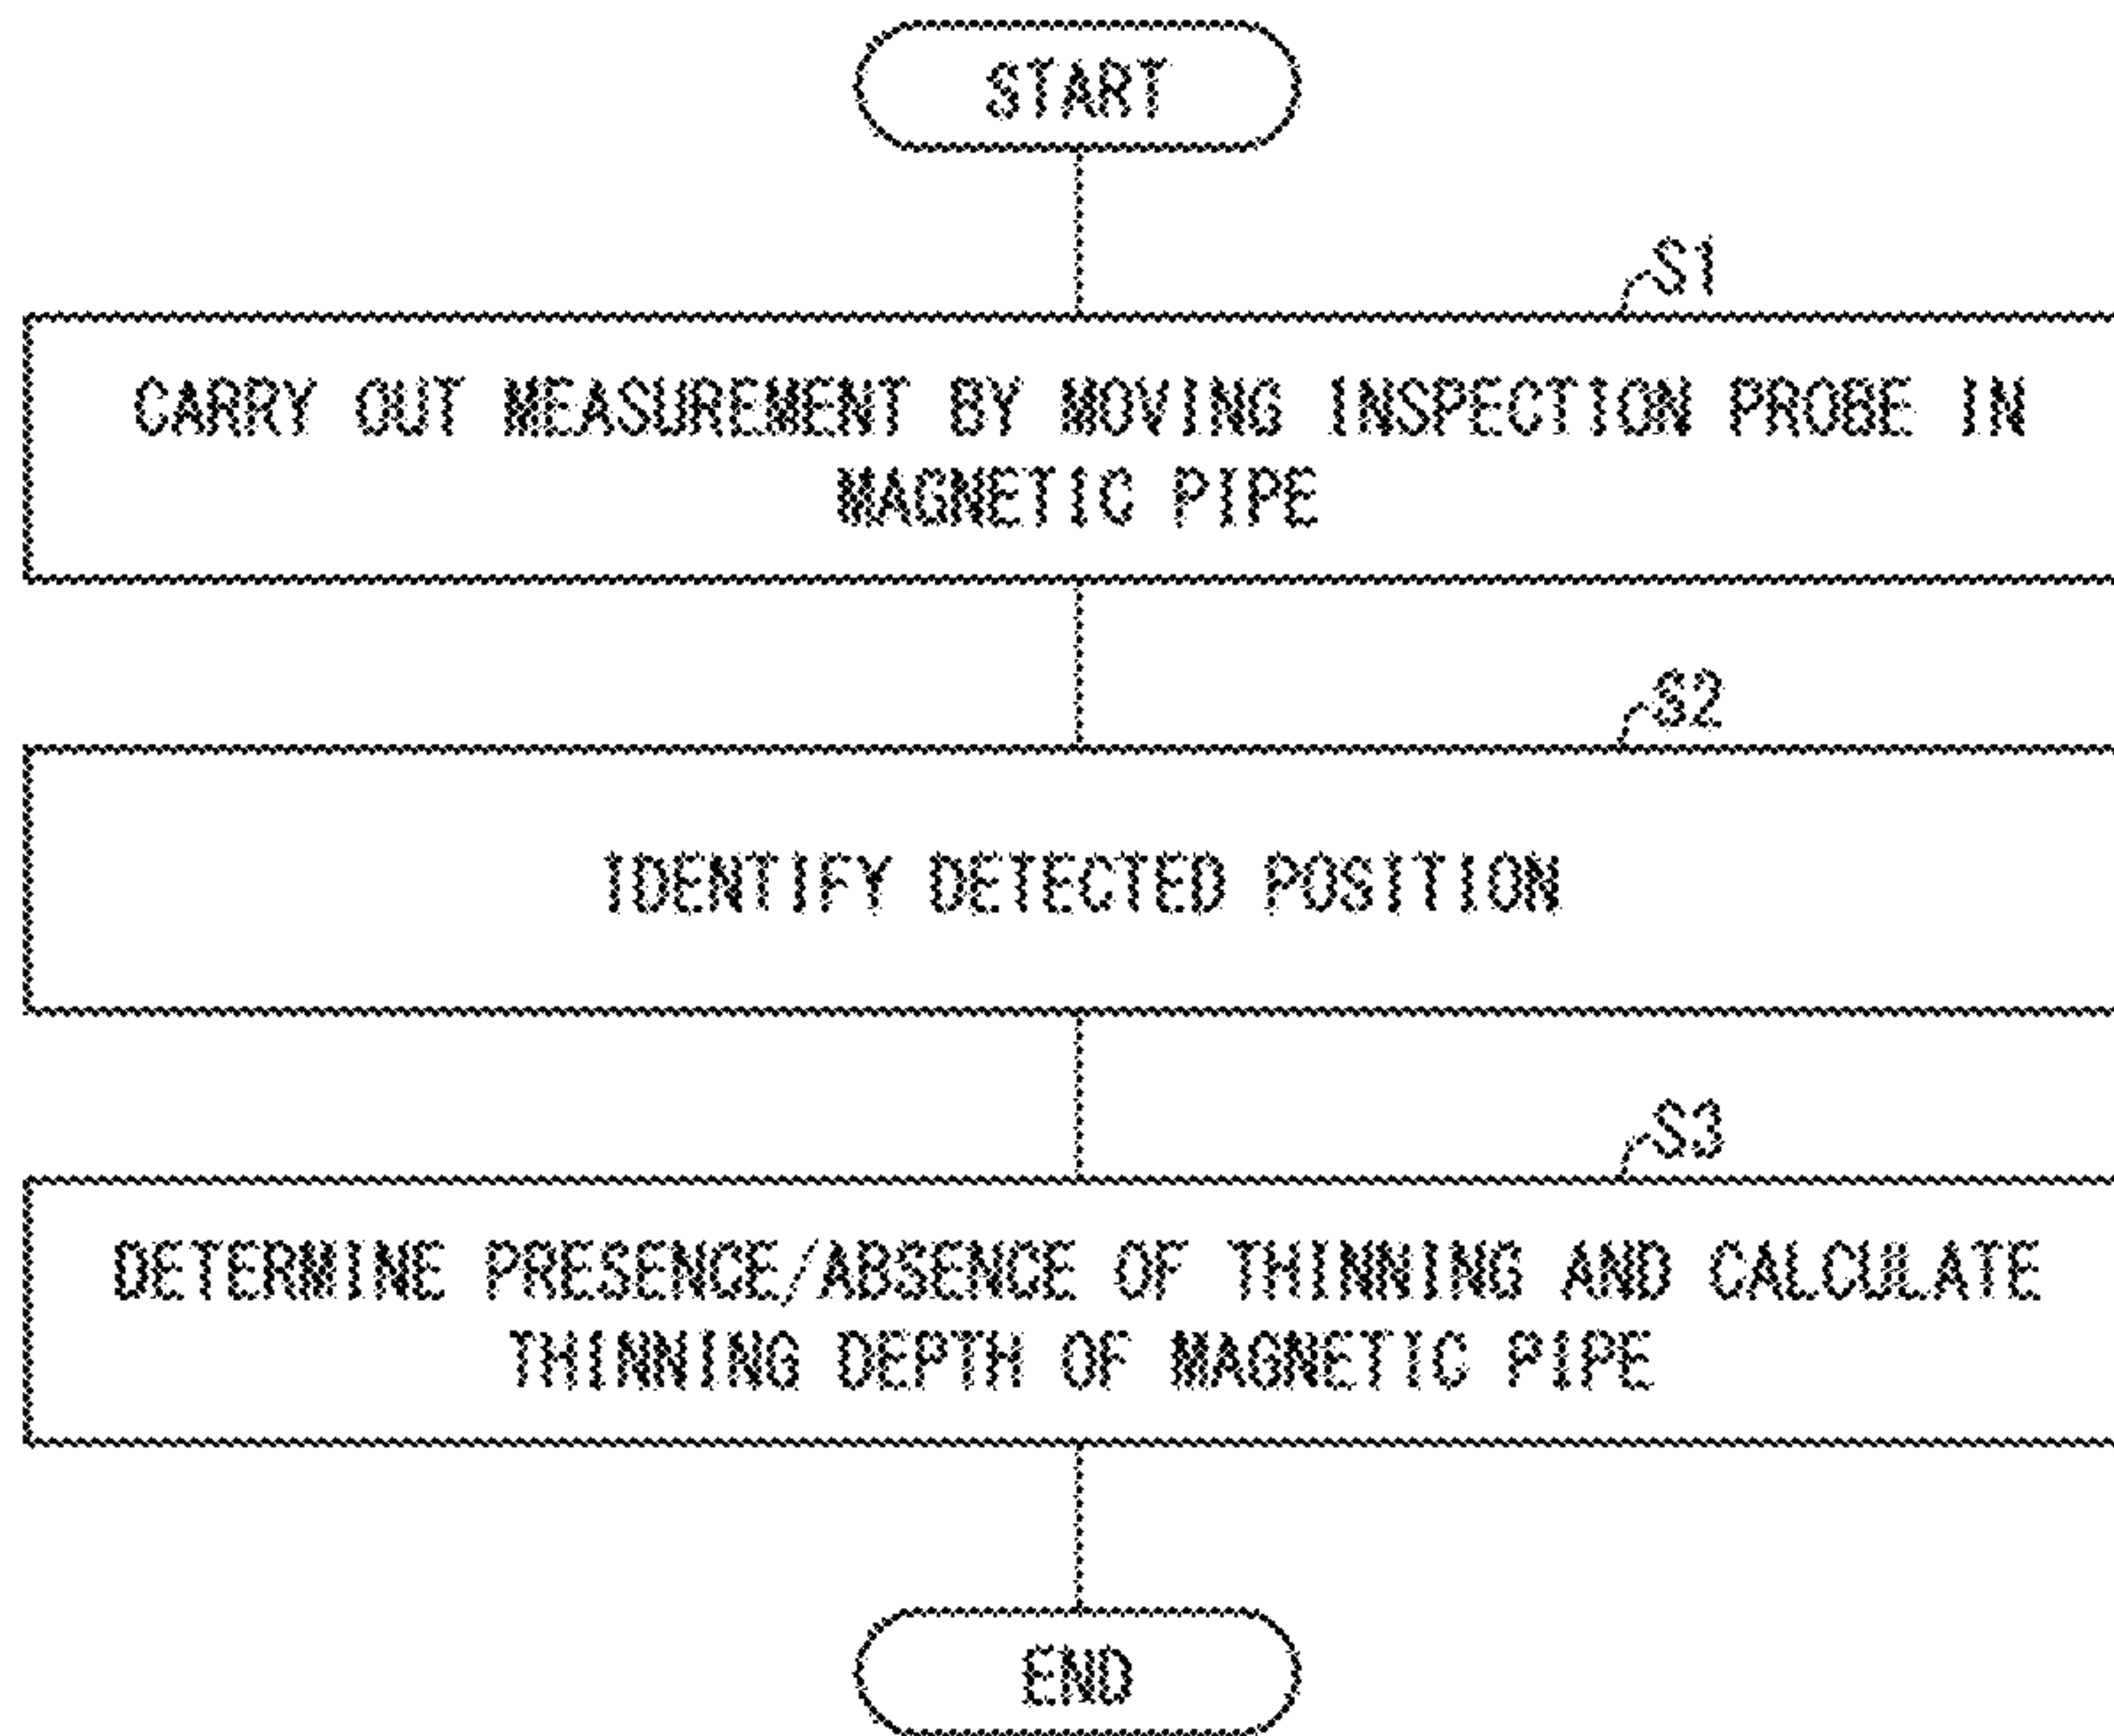 START
S1
CARRY OUT MEASUREMENT BY MOVING INSPECTION PROBE IN
MAGNETIC PIPE
S2
IDENTIFY DETECTED POSITION
S3
DETERMINE PRESENCE/ABSENCE OF THINNING AND CALCULATE
THINNING DEPTH OF MAGNETIC PIPE
END